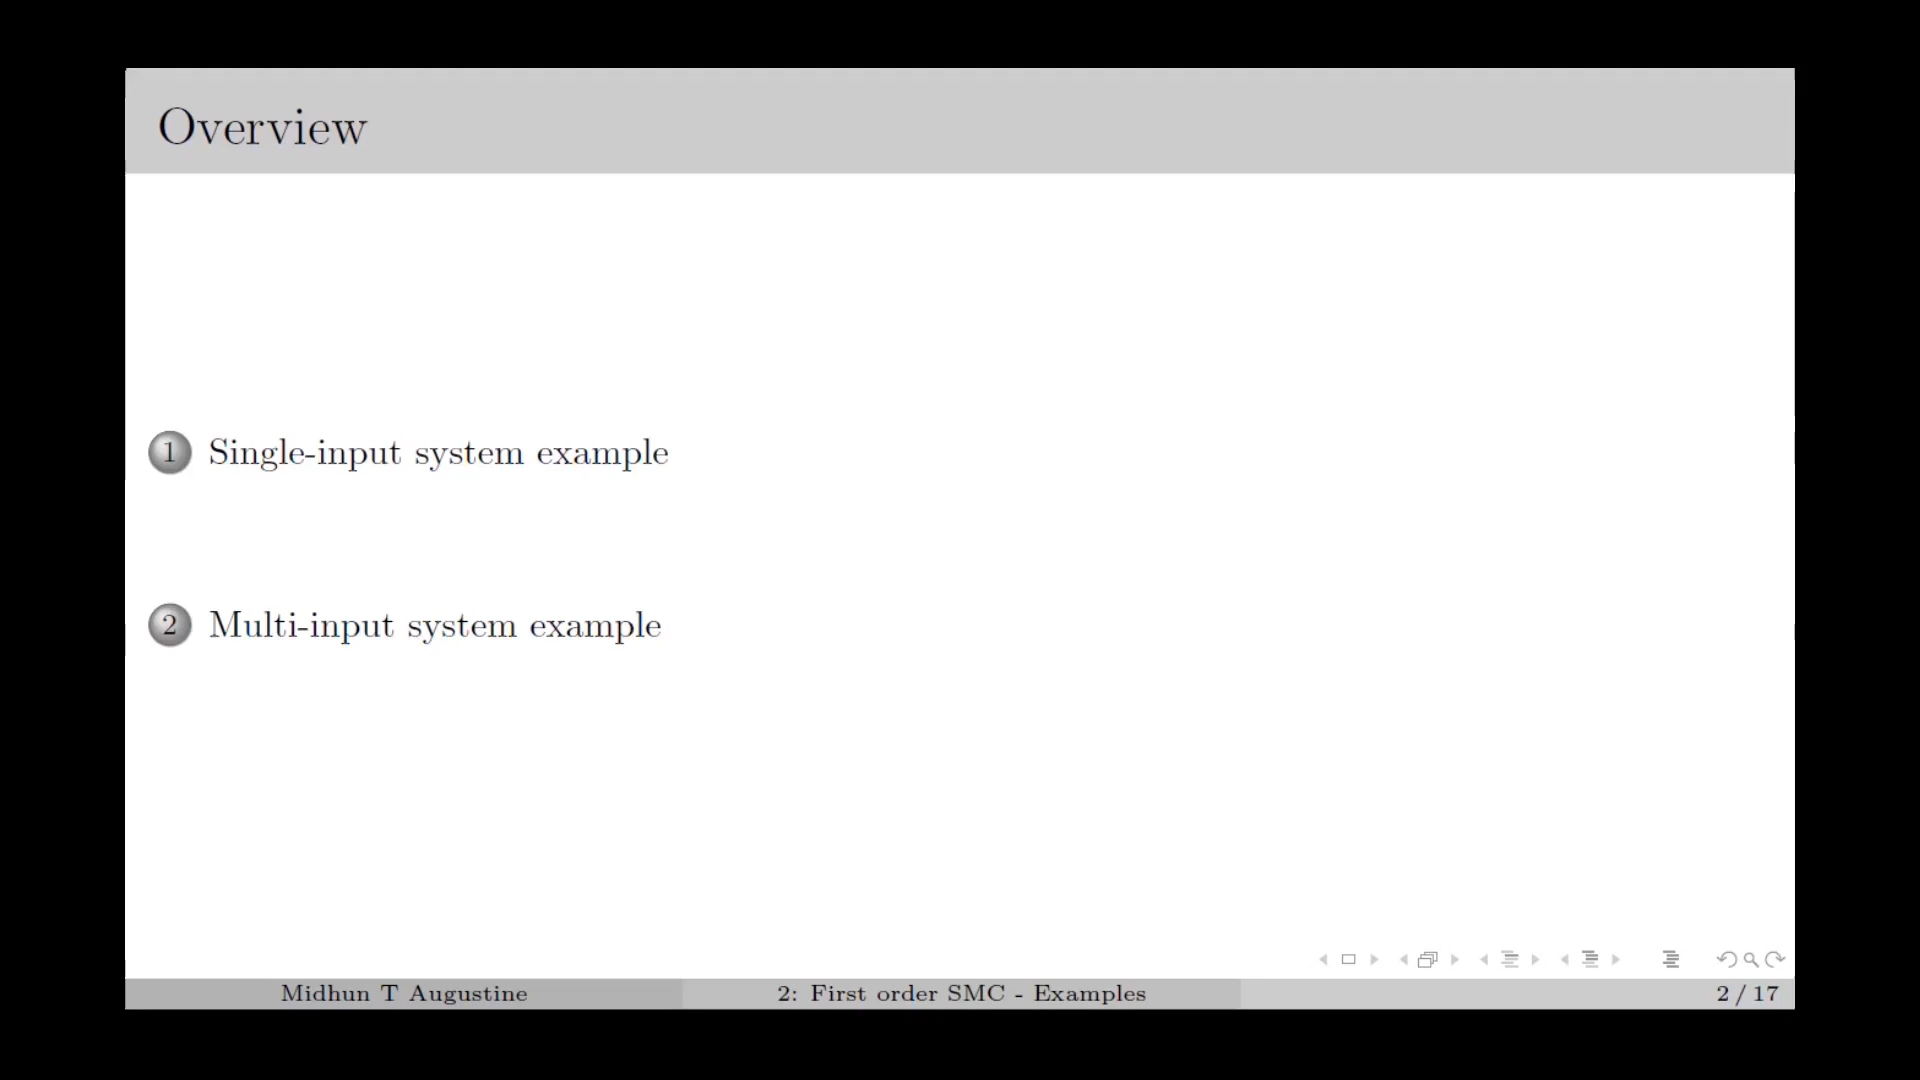 Overview
1 Single-input system example
2 Multi-input system example
Midhun T Augustine 2: First order SMC - Examples 2 / 17